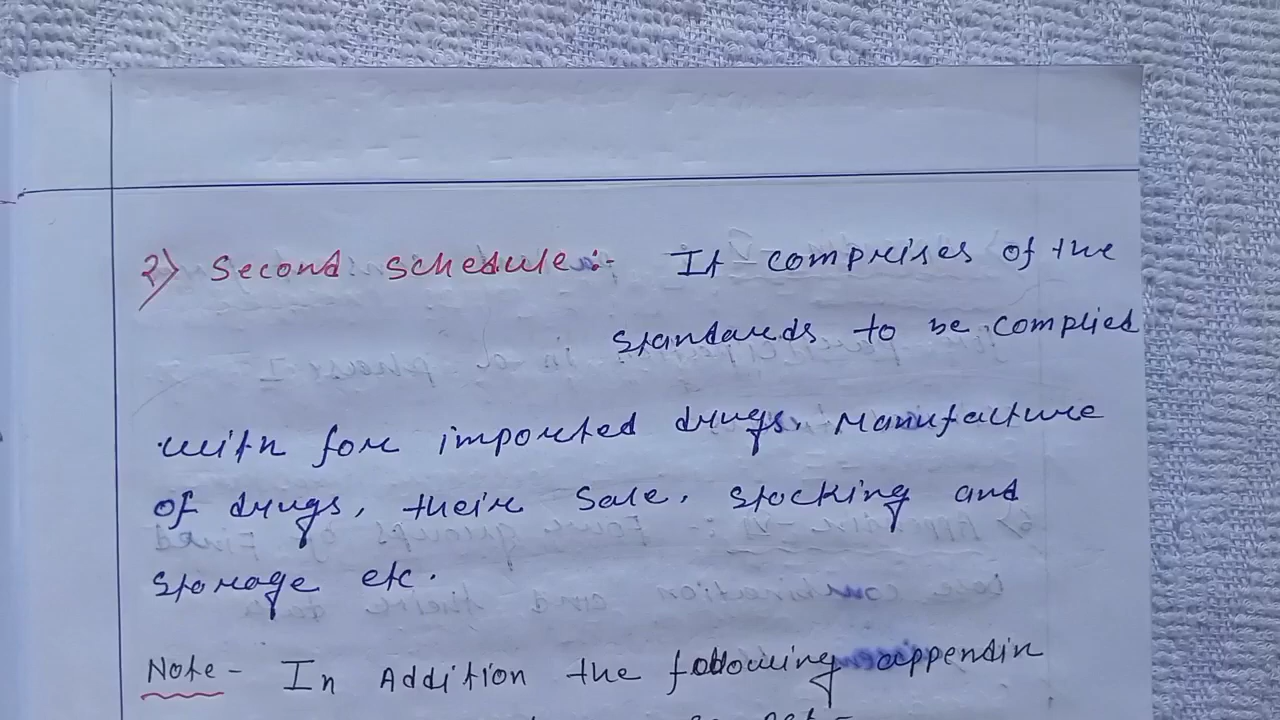 2) Second schedule:- It comprises of the
standards to be complied
with for imported drugs. Manufacture
of drugs, their sale, stocking and
storage etc.
Note - In Addition the following appendix